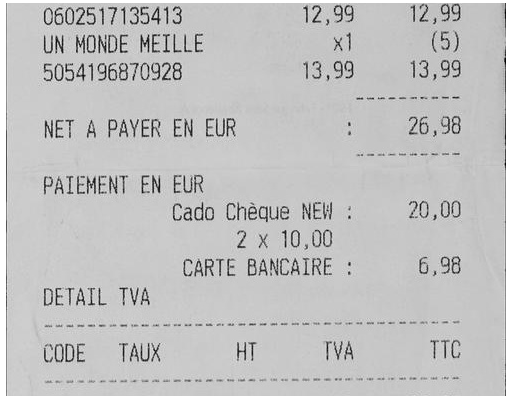 0602517135413 12,99 12,99
UN MONDE MEILLE x1 (5)
5054196870928 13,99 13,99
NET A PAYER EN EUR : 26,98
PAIEMENT EN EUR
Cado Chèque NEW : 20,00
2 x 10,00
CARTE BANCAIRE : 6,98
DETAIL TVA
CODE TAUX HT TVA TTC